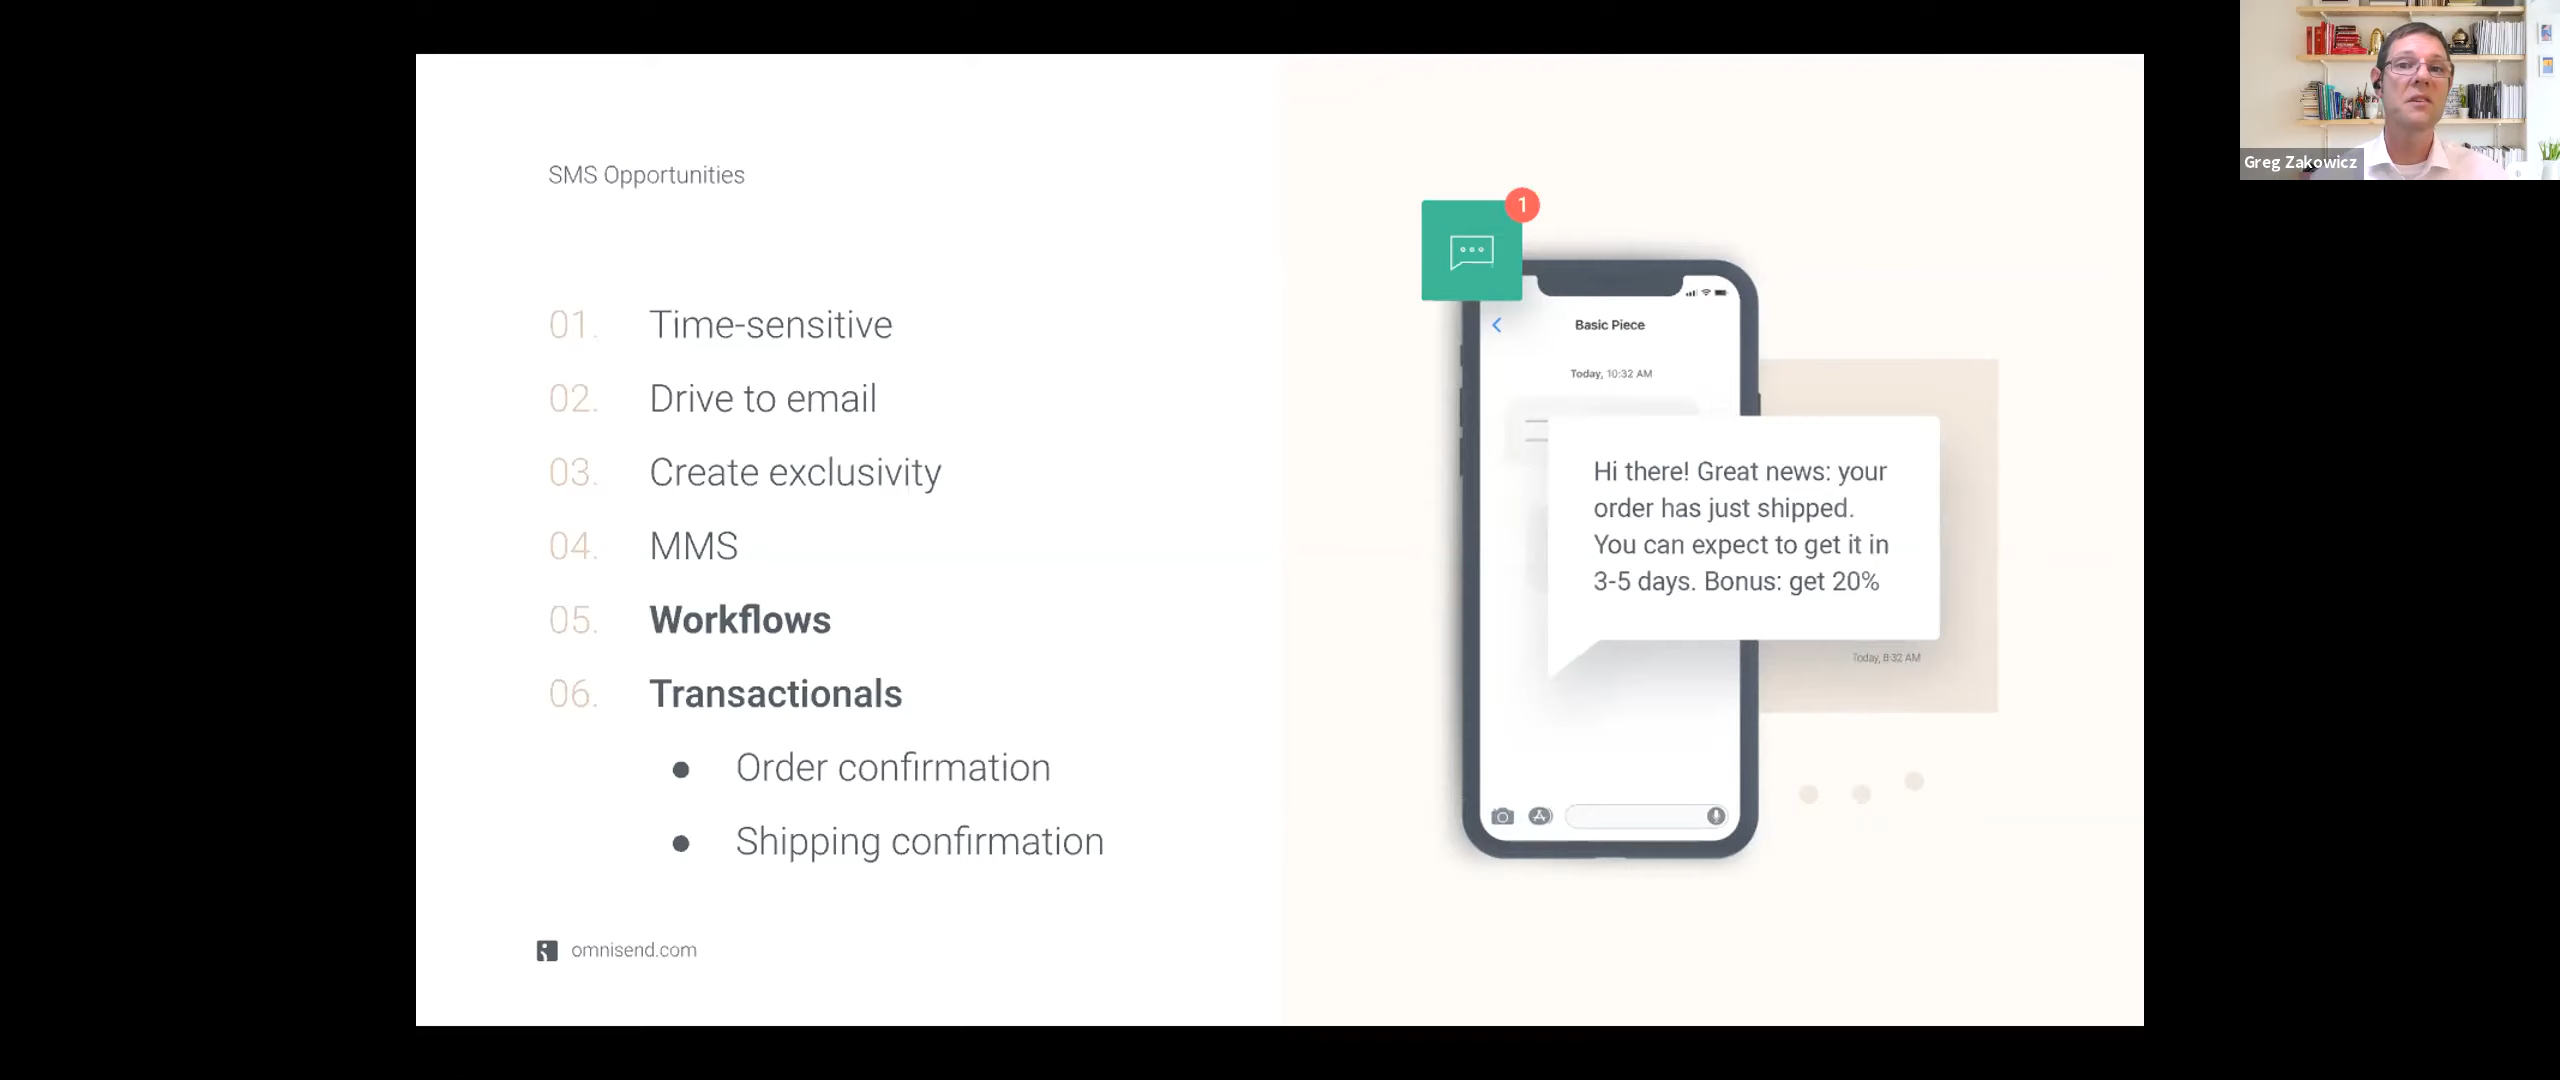 SMS Opportunities
01. Time-sensitive
02. Drive to email
03. Create exclusivity
04. MMS
05. Workflows
06. Transactionals
● Order confirmation
● Shipping confirmation
omnisend.com
1
Basic Piece
Today, 10:32 AM
Hi there! Great news: your
order has just shipped.
You can expect to get it in
3-5 days. Bonus: get 20%
Today, 8:32 AM
Greg Zakowicz